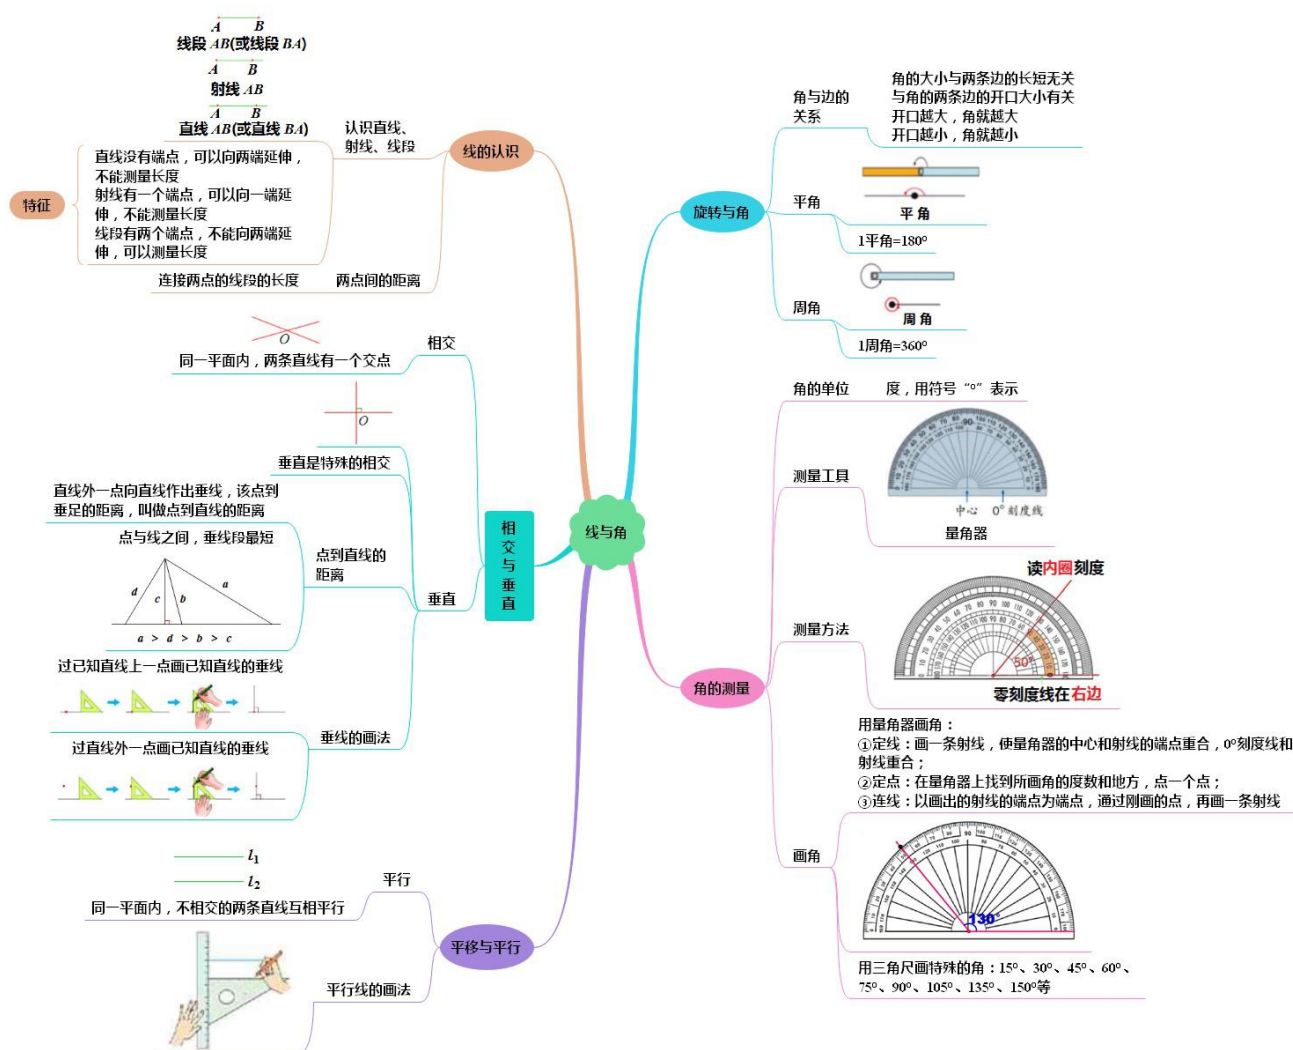 A B
线段 AB(或线段 BA)
A B
射线 AB
A B
直线 AB(或直线 BA)
认识直线、
射线、线段
线的认识
特征
直线没有端点，可以向两端延伸，
不能测量长度
射线有一个端点，可以向一端延
伸，不能测量长度
线段有两个端点，不能向两端延
伸，可以测量长度
连接两点的线段的长度
两点间的距离
O
同一平面内，两条直线有一个交点
相交
O
垂直是特殊的相交
直线外一点向直线作出垂线，该点到
垂足的距离，叫做点到直线的距离
点与线之间，垂线段最短
d c b a
a > d > b > c
点到直线的
距离
垂直
相交与垂直
过已知直线上一点画已知直线的垂线
过直线外一点画已知直线的垂线
垂线的画法
l1
l2
同一平面内，不相交的两条直线互相平行
平行
平行线的画法
平移与平行
线与角
旋转与角
角与边的
关系
角的大小与两条边的长短无关
与角的两条边的开口大小有关
开口越大，角就越大
开口越小，角就越小
平角
平 角
1平角=180°
周角
周 角
1周角=360°
角的测量
角的单位
度，用符号“°”表示
测量工具
中心 0°刻度线
量角器
测量方法
读内圈刻度
50°
零刻度线在右边
画角
用量角器画角：
①定线：画一条射线，使量角器的中心和射线的端点重合，0°刻度线和
射线重合；
②定点：在量角器上找到所画角的度数和地方，点一个点；
③连线：以画出的射线的端点为端点，通过刚画的点，再画一条射线
130°
用三角尺画特殊的角：15°、30°、45°、60°、
75°、90°、105°、135°、150°等